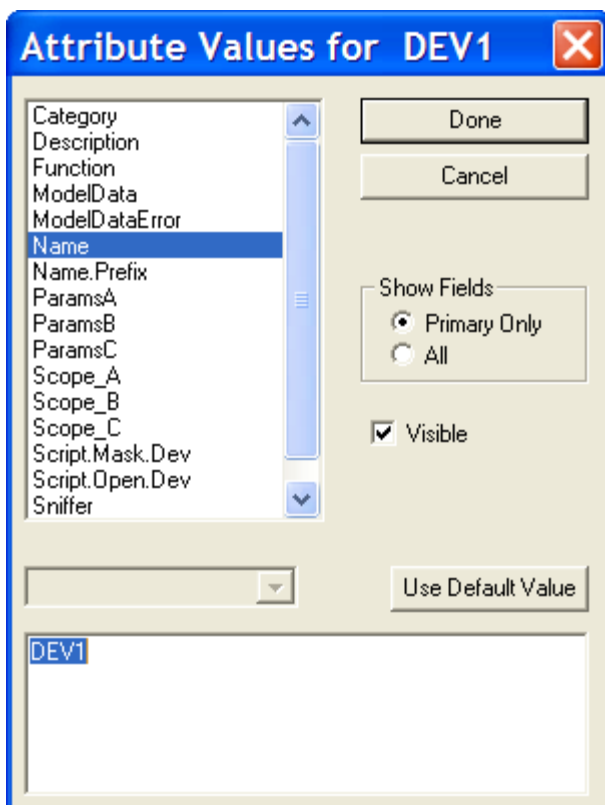 Attribute Values for DEV1
Category
Description
Function
ModelData
ModelDataError
Name
Name.Prefix
ParamsA
ParamsB
ParamsC
Scope_A
Scope_B
Scope_C
Script.Mask.Dev
Script.Open.Dev
Sniffer
Done
Cancel
Show Fields
Primary Only
All
Visible
Use Default Value
DEV1